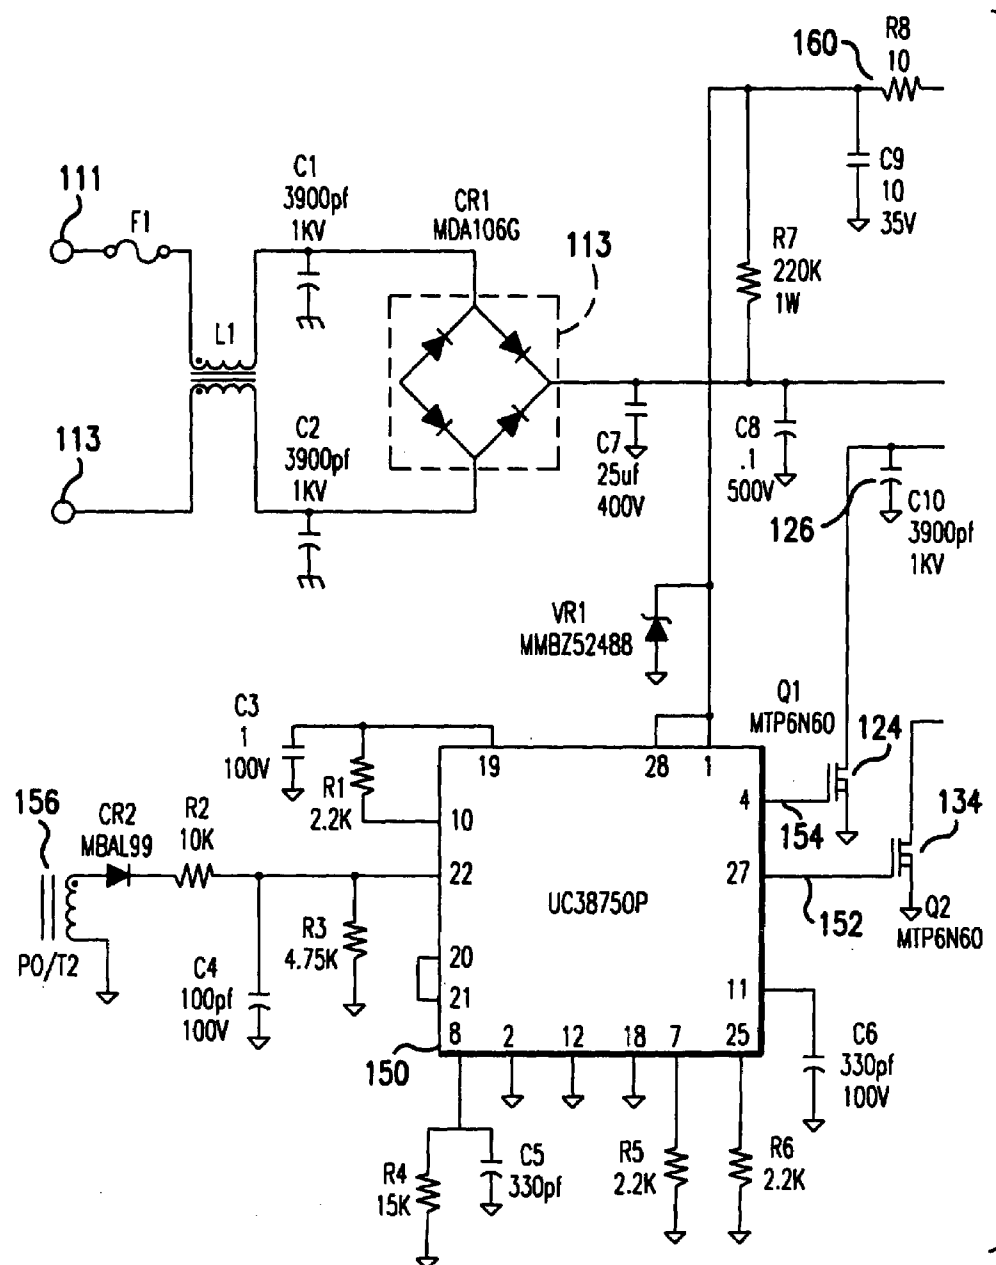 R8
10
160
C9
10
35V
111
F1
C1
3900pf
1KV
CR1
MDA106G
113
R7
220K
1W
L1
113
C2
3900pf
1KV
C7
25uf
400V
C8
.1
500V
126
C10
3900pf
1KV
VR1
MMBZ52488
Q1
MTP6N60
C3
1
100V
R1
2.2K
19
28
1
124
156
CR2
MBAL99
R2
10K
10
4
154
134
22
27
UC38750P
152
Q2
MTP6N60
PO/T2
R3
4.75K
C4
100pf
100V
20
21
11
8
2
12
18
7
25
150
C6
330pf
100V
R4
15K
C5
330pf
R5
2.2K
R6
2.2K